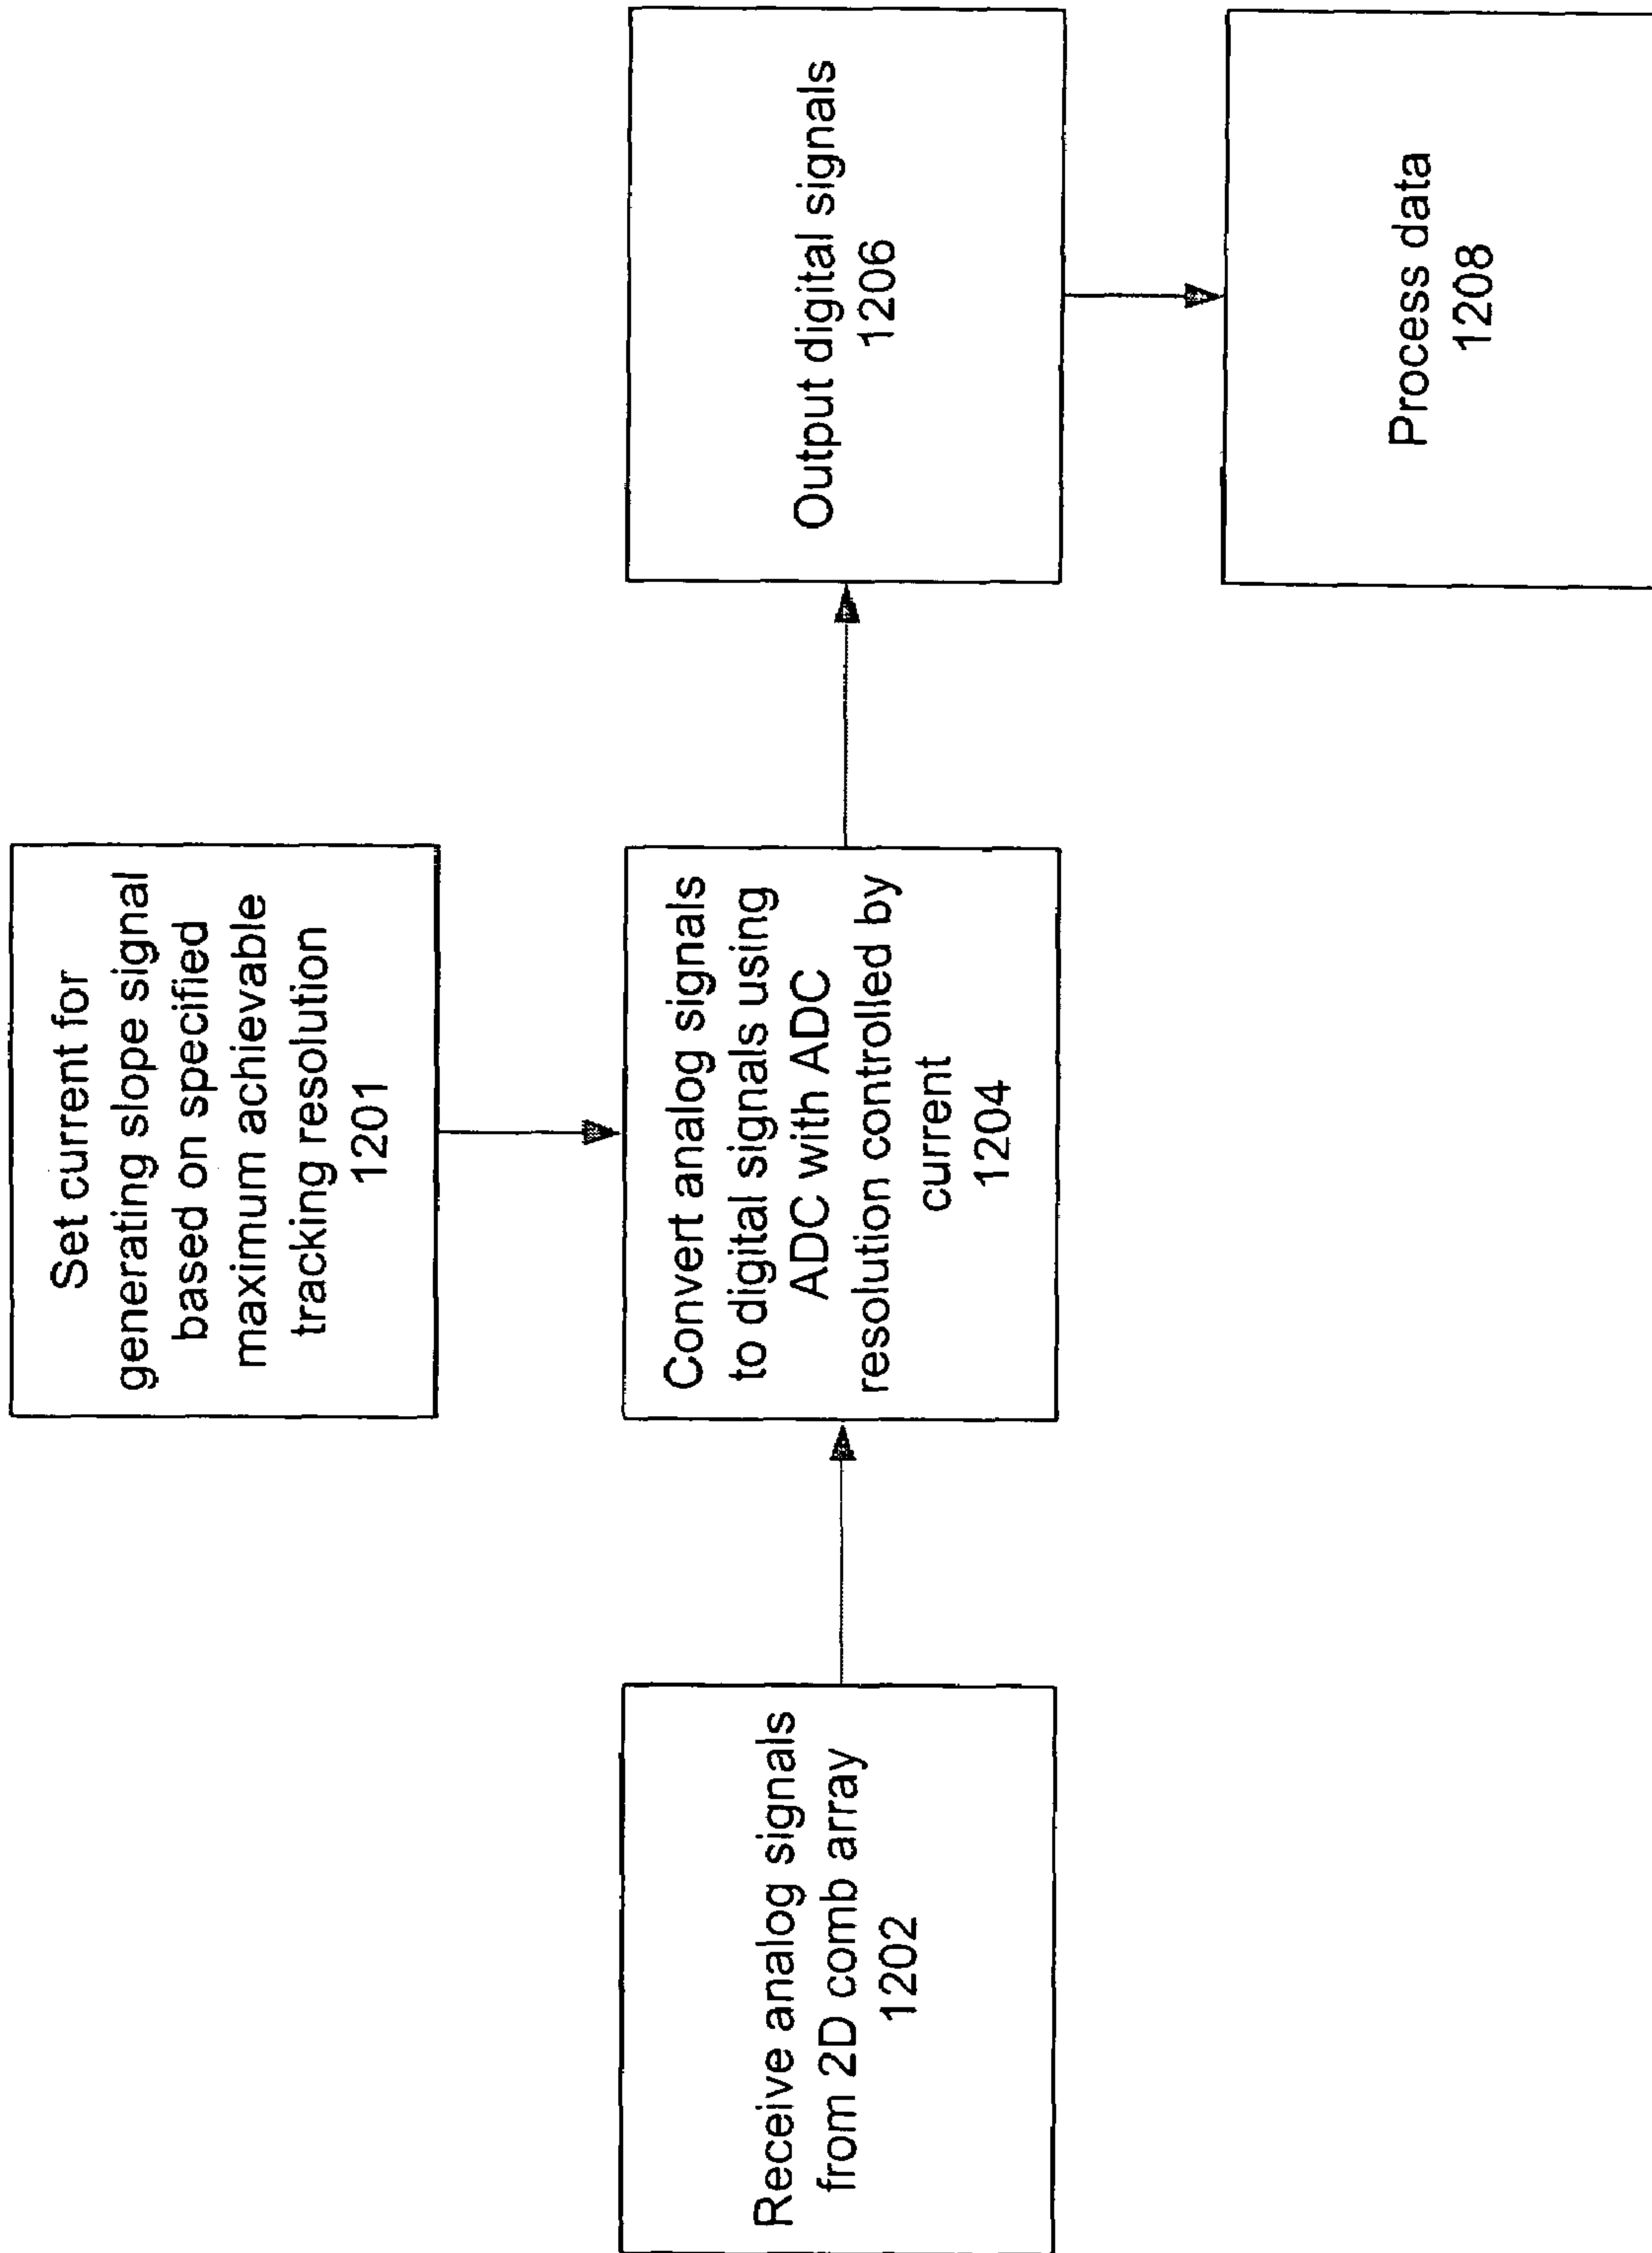 Set current for
generating slope signal
based on specified
maximum achievable
tracking resolution
1201
Receive analog signals
from 2D comb array
1202
Convert analog signals
to digital signals using
ADC with ADC
resolution controlled by
current
1204
Output digital signals
1206
Process data
1208